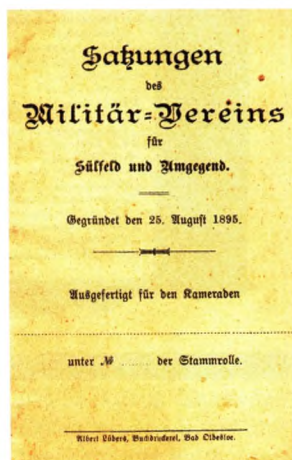 Satzungen
des
Militär=Vereins
für
Sülfeld und Umgegend.
Gegründet den 25. August 1895.
Ausgefertigt für den Kameraden
unter № ........ der Stammrolle.
Albert Lübers, Buchdruckerei, Bad Oldesloe.